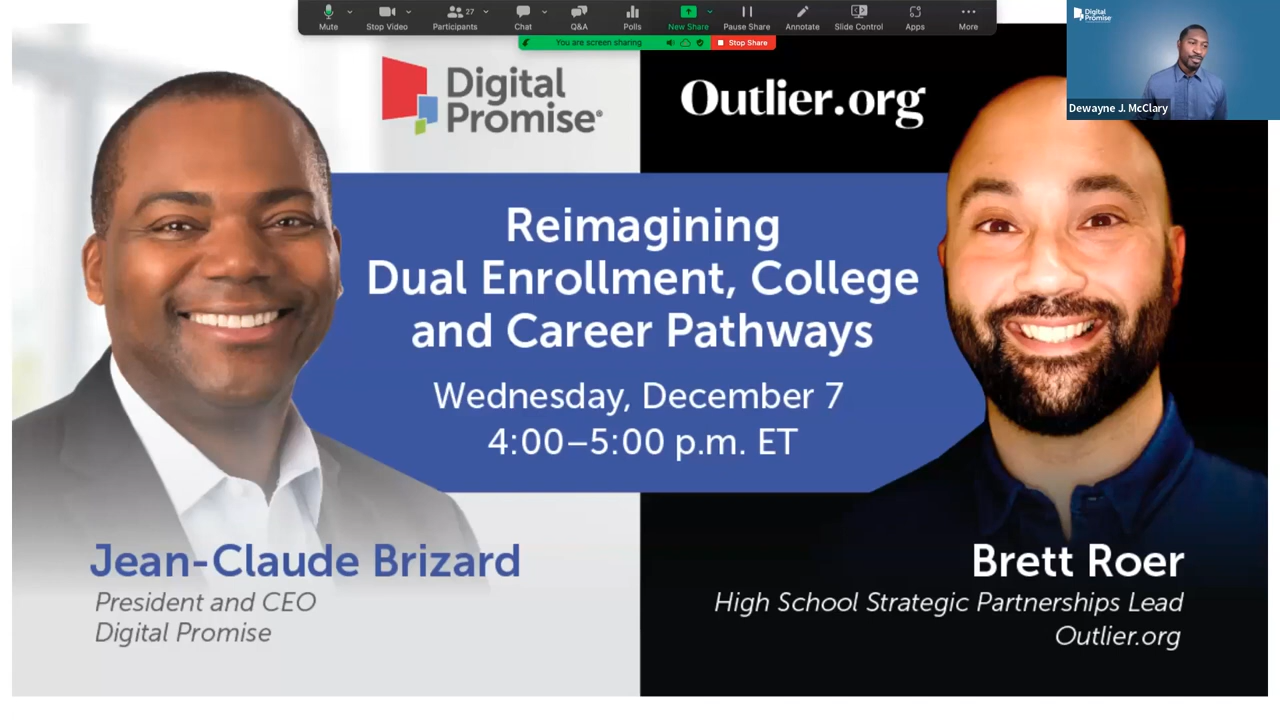 Mute
Stop Video
Participants
27
Chat
Q&A
Polls
New Share
Pause Share
Annotate
Slide Control
Apps
More
You are screen sharing
Stop Share
Digital
Promise
Dewayne J. McClary
Digital
Promise®
Outlier.org
Reimagining
Dual Enrollment, College
and Career Pathways
Wednesday, December 7
4:00–5:00 p.m. ET
Jean-Claude Brizard
President and CEO
Digital Promise
Brett Roer
High School Strategic Partnerships Lead
Outlier.org